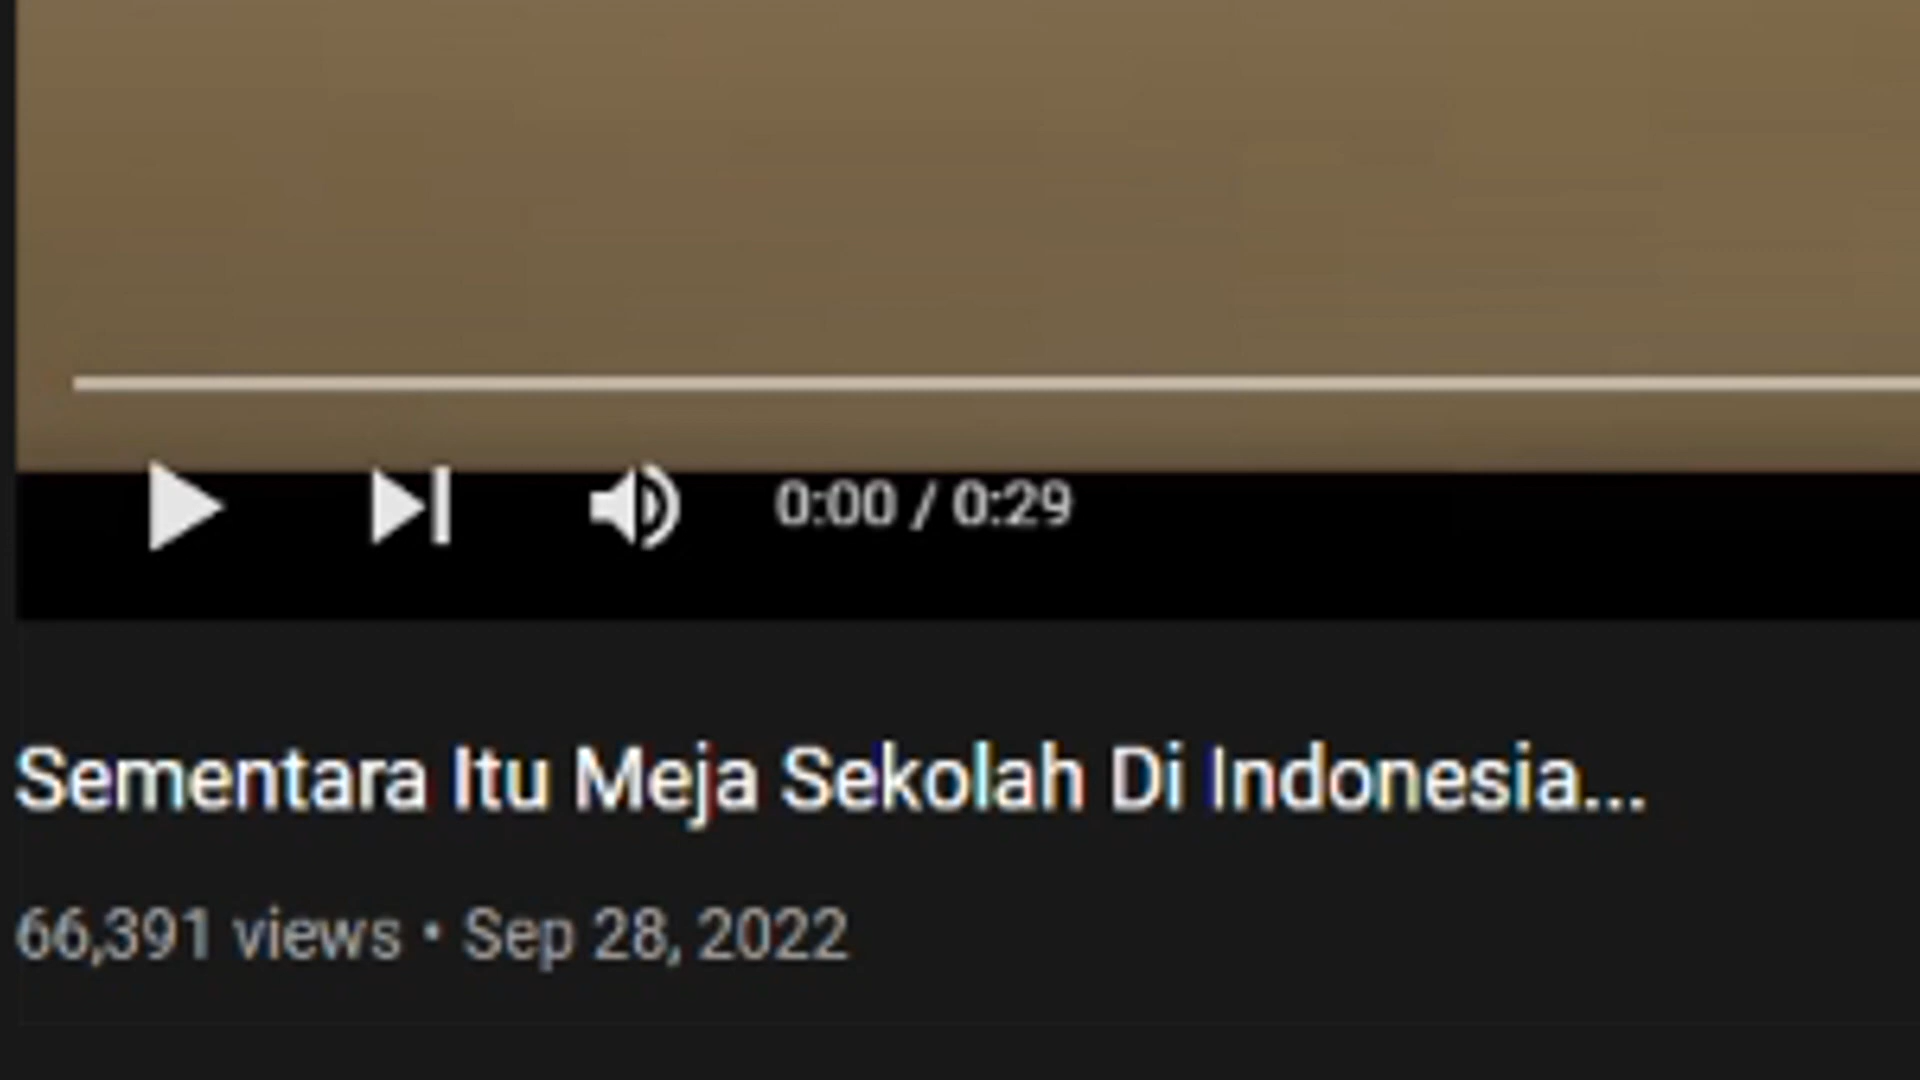 0:00 / 0:29
Sementara Itu Meja Sekolah Di Indonesia...
66,391 views • Sep 28, 2022